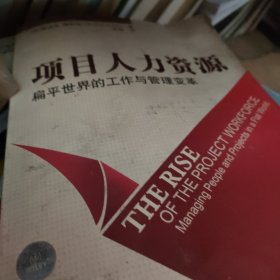 项目人力资源
扁平世界的工作与管理变革
THE RISE
OF THE PROJECT WORKFORCE
Managing People and Projects in a Flat World